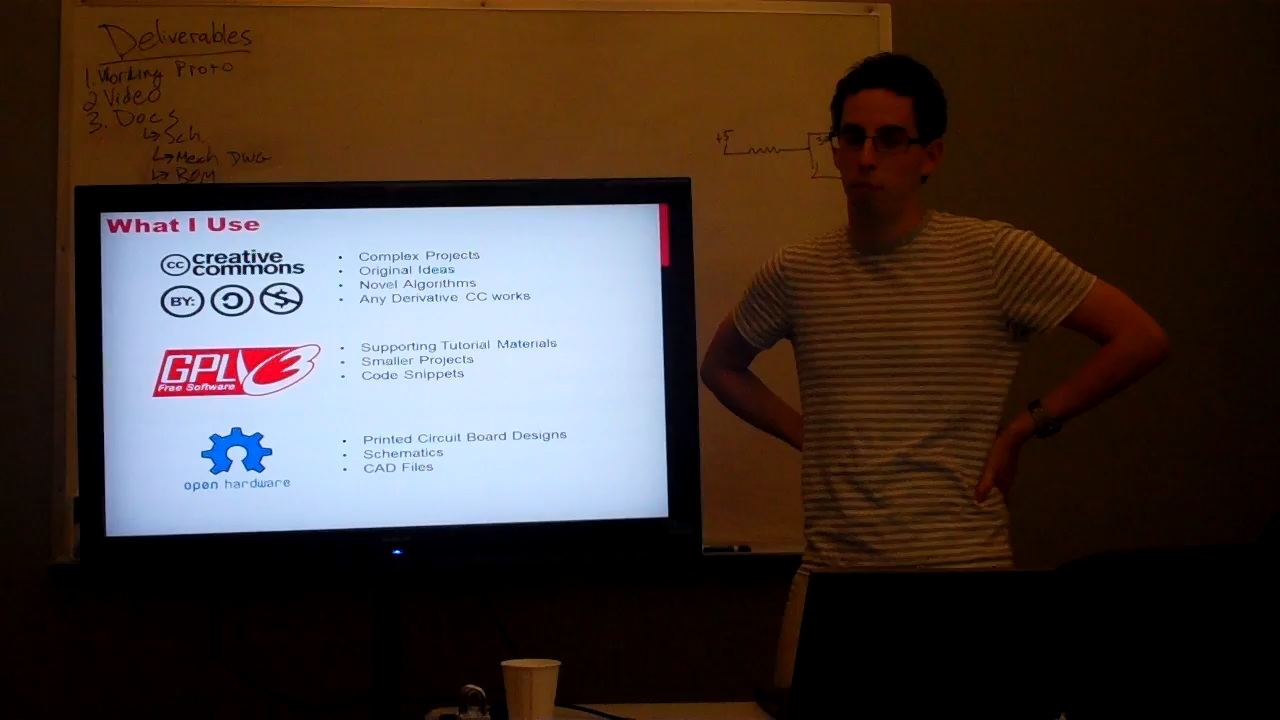 Deliverables
1. Working Proto
2 Video
3. Docs
↳ Sch.
↳ Mech DWG
↳ BOM
+5
What I Use
cc creative commons
BY:
Complex Projects
Original Ideas
Novel Algorithms
Any Derivative CC works
GPLv3
Free Software
Supporting Tutorial Materials
Smaller Projects
Code Snippets
open hardware
Printed Circuit Board Designs
Schematics
CAD Files